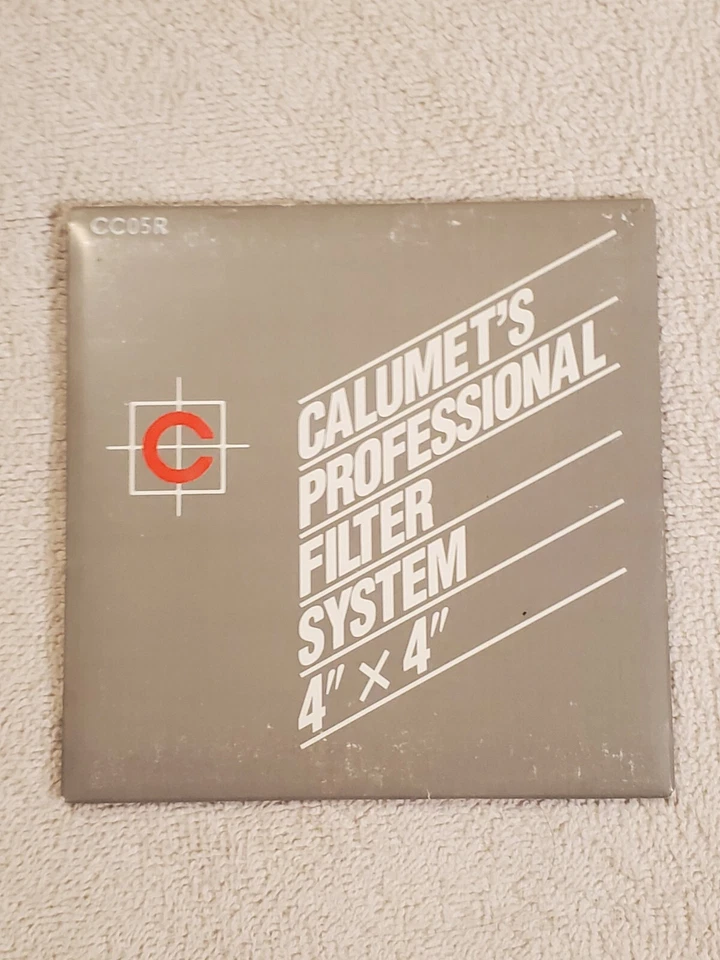 CC05R
C
CALUMET'S
PROFESSIONAL
FILTER
SYSTEM
4" × 4"